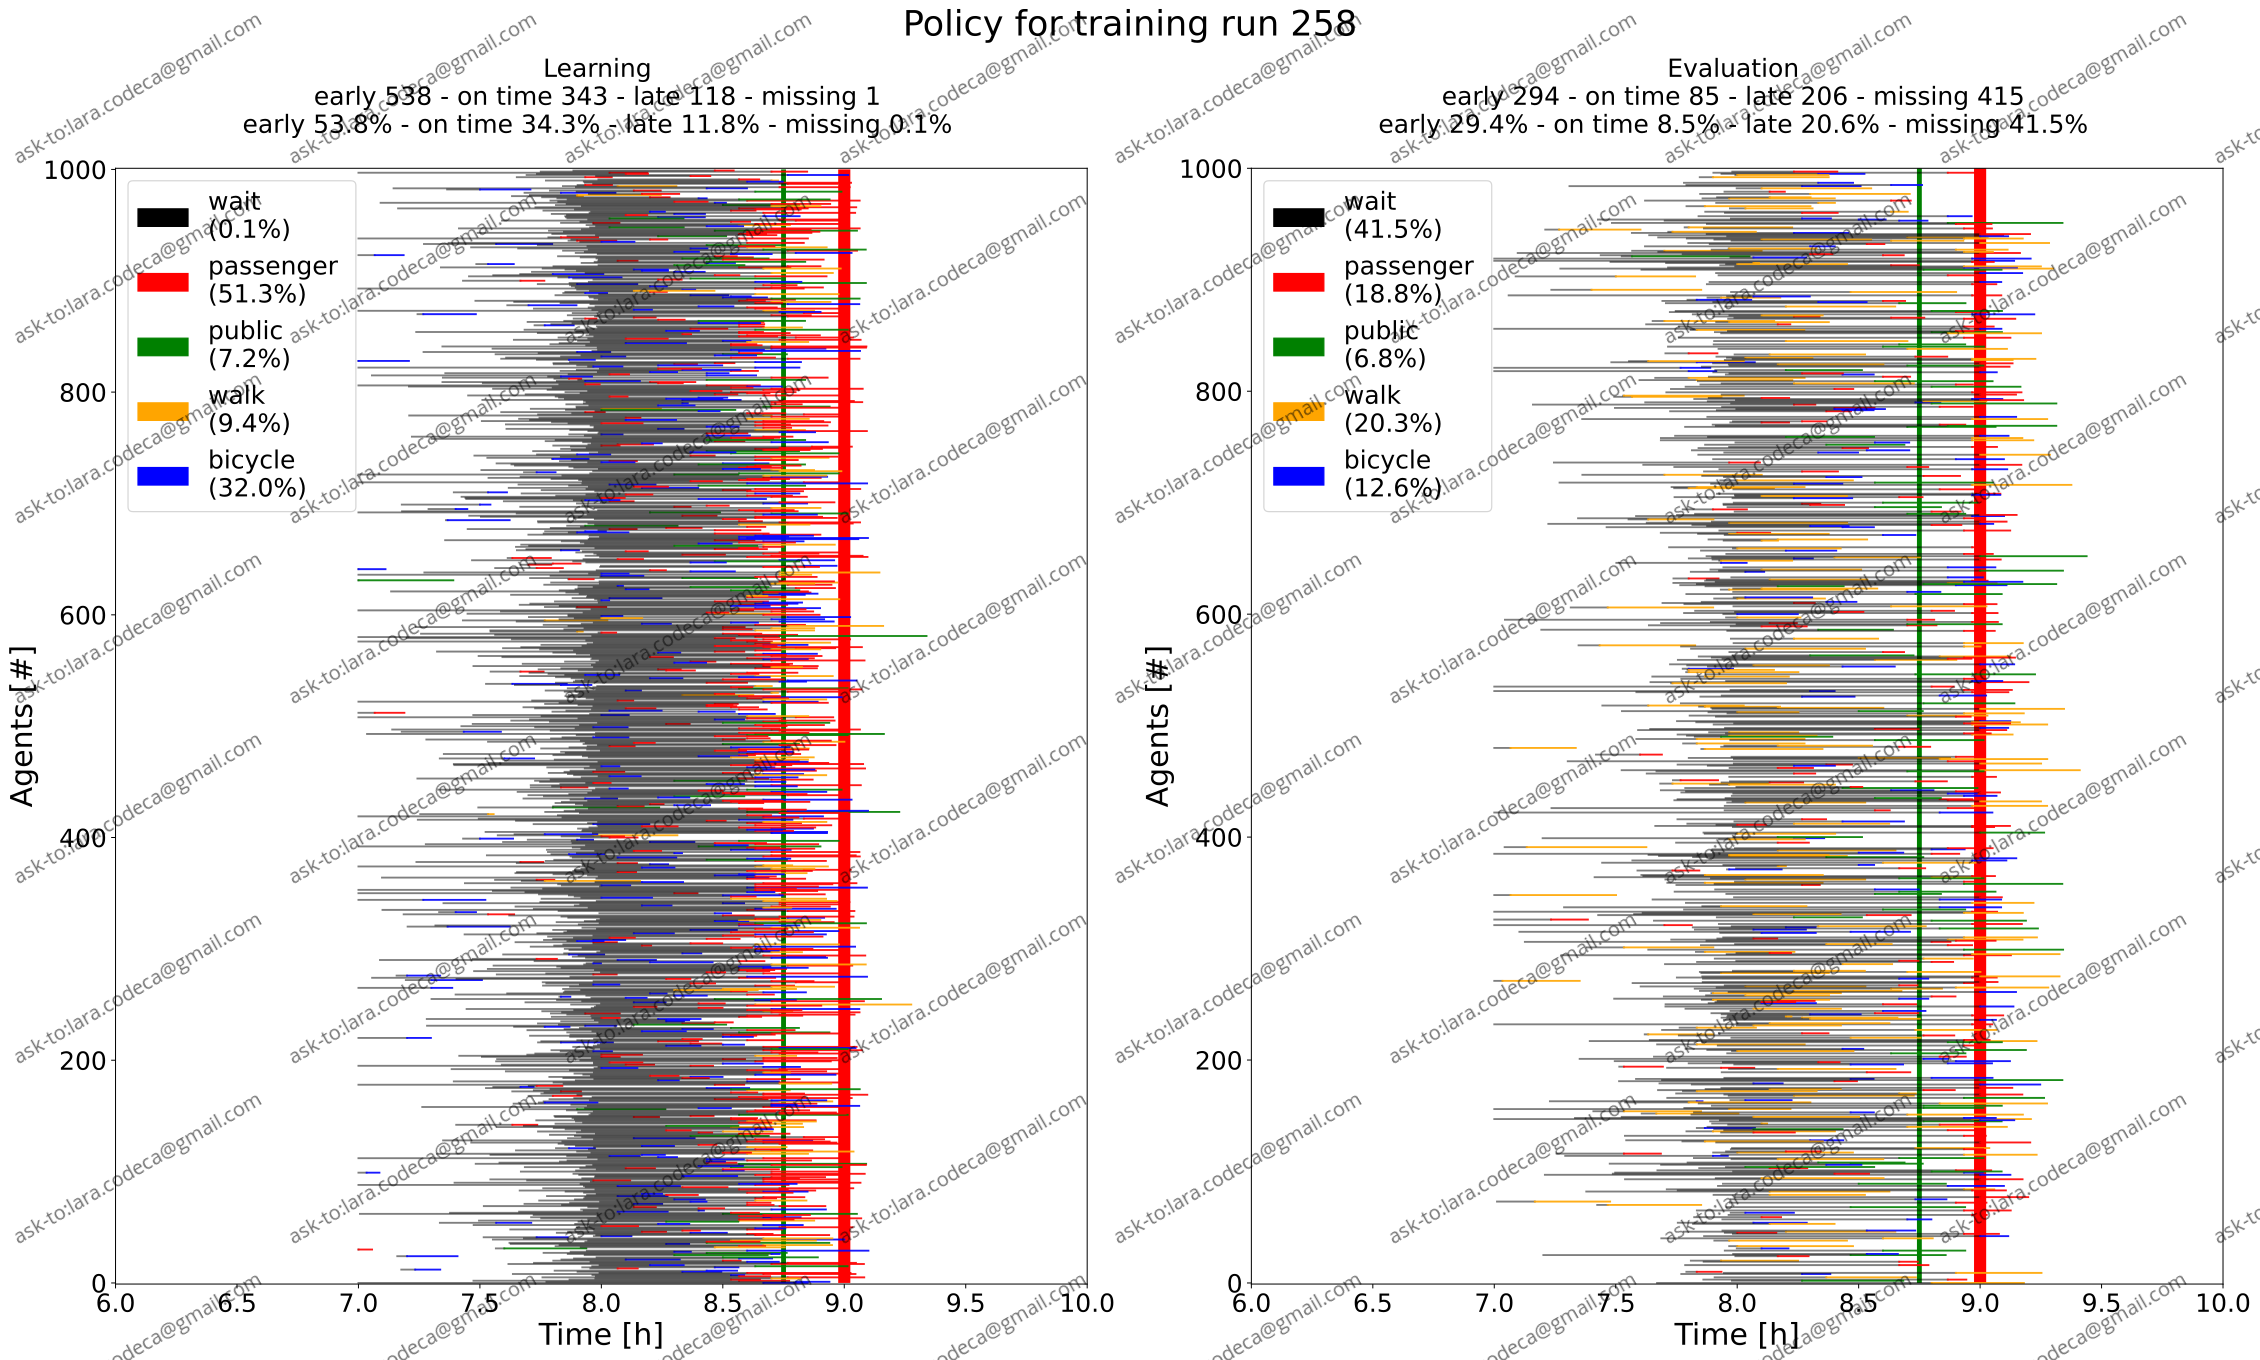 Policy for training run 258
Learning
early 538 - on time 343 - late 118 - missing 1
early 53.8% - on time 34.3% - late 11.8% - missing 0.1%
1000
800
600
400
200
0
Agents [#]
wait
(0.1%)
passenger
(51.3%)
public
(7.2%)
walk
(9.4%)
bicycle
(32.0%)
6.0 6.5 7.0 7.5 8.0 8.5 9.0 9.5 10.0
Time [h]
Evaluation
early 294 - on time 85 - late 206 - missing 415
early 29.4% - on time 8.5% - late 20.6% - missing 41.5%
1000
800
600
400
200
0
Agents [#]
wait
(41.5%)
passenger
(18.8%)
public
(6.8%)
walk
(20.3%)
bicycle
(12.6%)
6.0 6.5 7.0 7.5 8.0 8.5 9.0 9.5 10.0
Time [h]
ask-to:lara.codeca@gmail.com